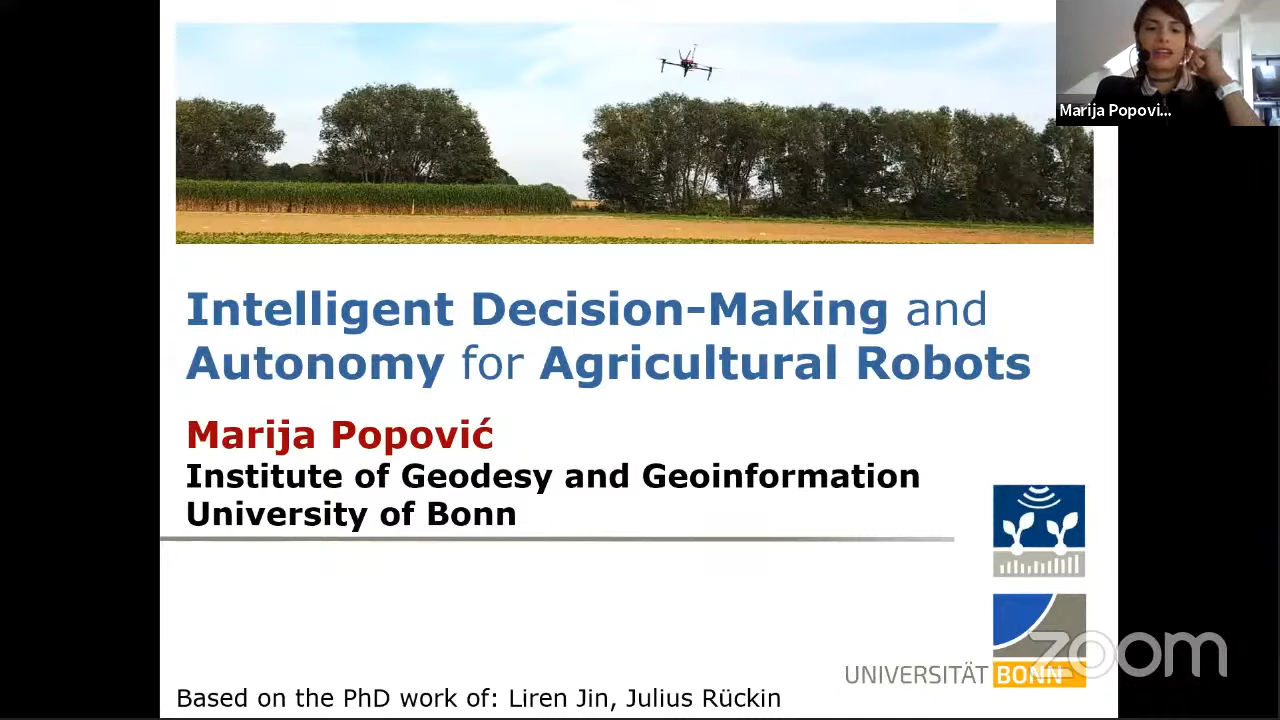 Marija Popovi...
Intelligent Decision-Making and
Autonomy for Agricultural Robots
Marija Popović
Institute of Geodesy and Geoinformation
University of Bonn
UNIVERSITÄT BONN
zoom
Based on the PhD work of: Liren Jin, Julius Rückin